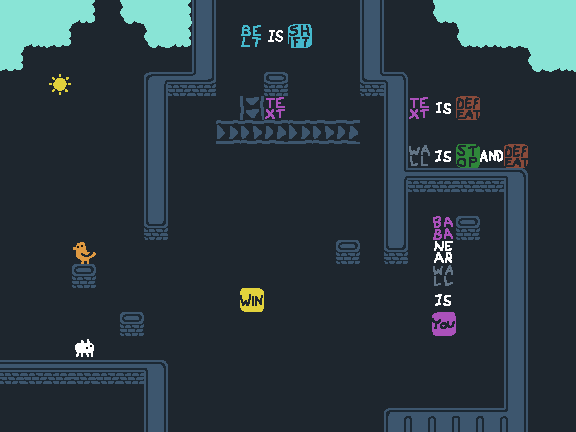 BELT IS SHIFT
TEXT
TEXT IS DEFEAT
WALL IS STOP AND DEFEAT
BABA
NEAR
WALL
IS
WIN
YOU